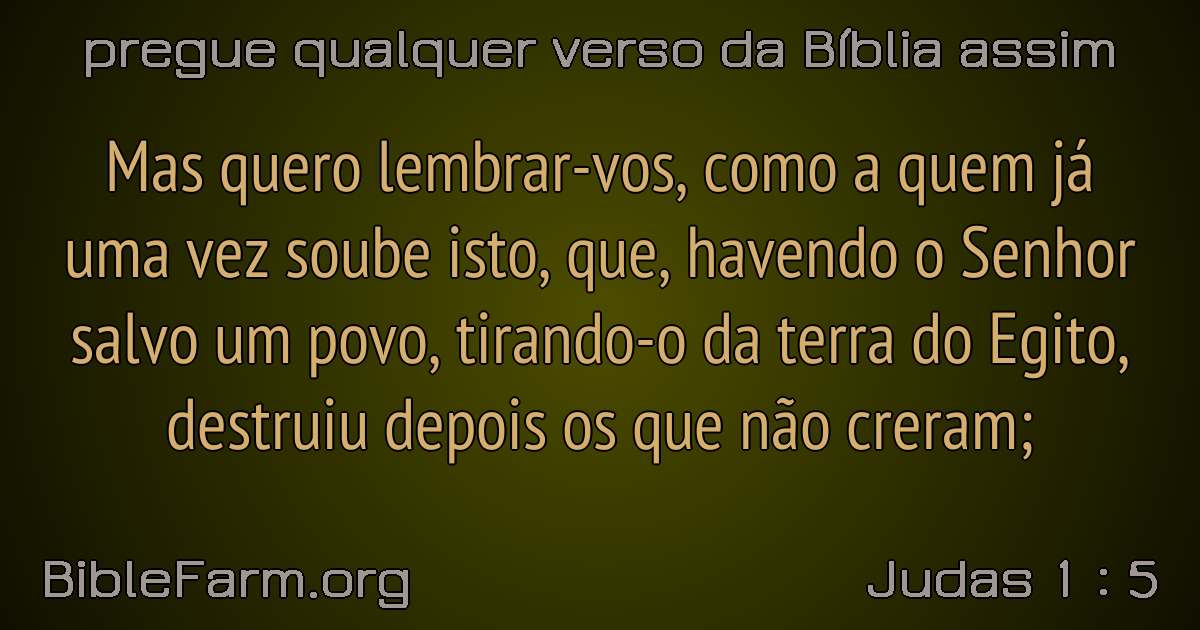 pregue qualquer verso da Bíblia assim
Mas quero lembrar-vos, como a quem já
uma vez soube isto, que, havendo o Senhor
salvo um povo, tirando-o da terra do Egito,
destruiu depois os que não creram;
BibleFarm.org
Judas 1 : 5